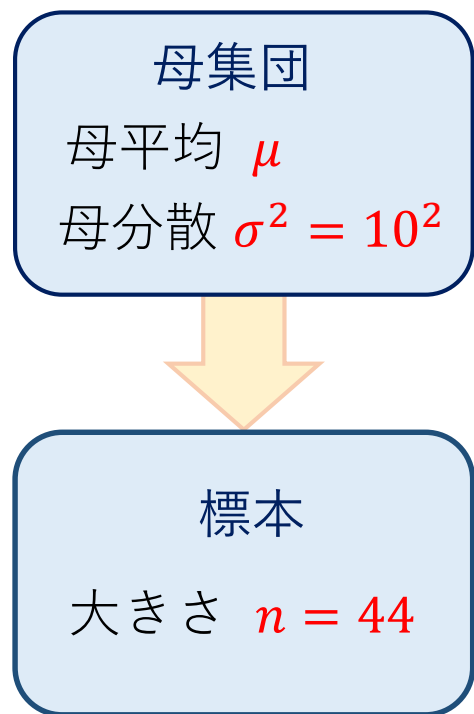 母集団
母平均 μ
母分散 σ² = 10²
標本
大きさ n = 44